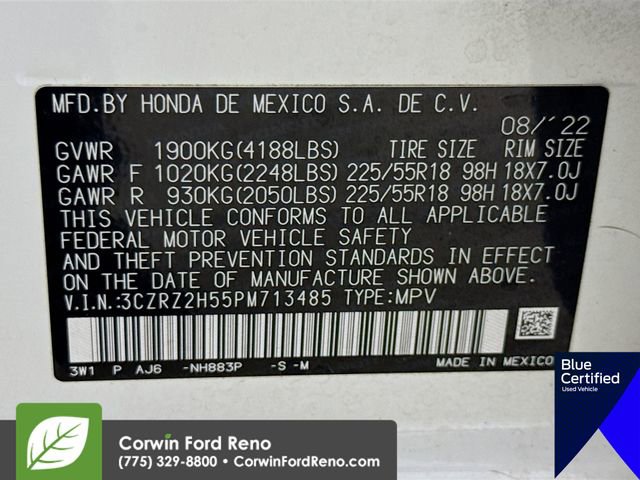 MFD.BY HONDA DE MEXICO S.A. DE C.V.
08/'22
GVWR 1900KG(4188LBS) TIRE SIZE RIM SIZE
GAWR F 1020KG(2248LBS) 225/55R18 98H 18X7.0J
GAWR R 930KG(2050LBS) 225/55R18 98H 18X7.0J
THIS VEHICLE CONFORMS TO ALL APPLICABLE
FEDERAL MOTOR VEHICLE SAFETY
AND THEFT PREVENTION STANDARDS IN EFFECT
ON THE DATE OF MANUFACTURE SHOWN ABOVE.
V.I.N.:3CZRZ2H55PM713485 TYPE:MPV
3W1 P AJ6 -NH883P -S -M MADE IN MEXICO
Blue
Certified
Used Vehicle
Corwin Ford Reno
(775) 329-8800 • CorwinFordReno.com